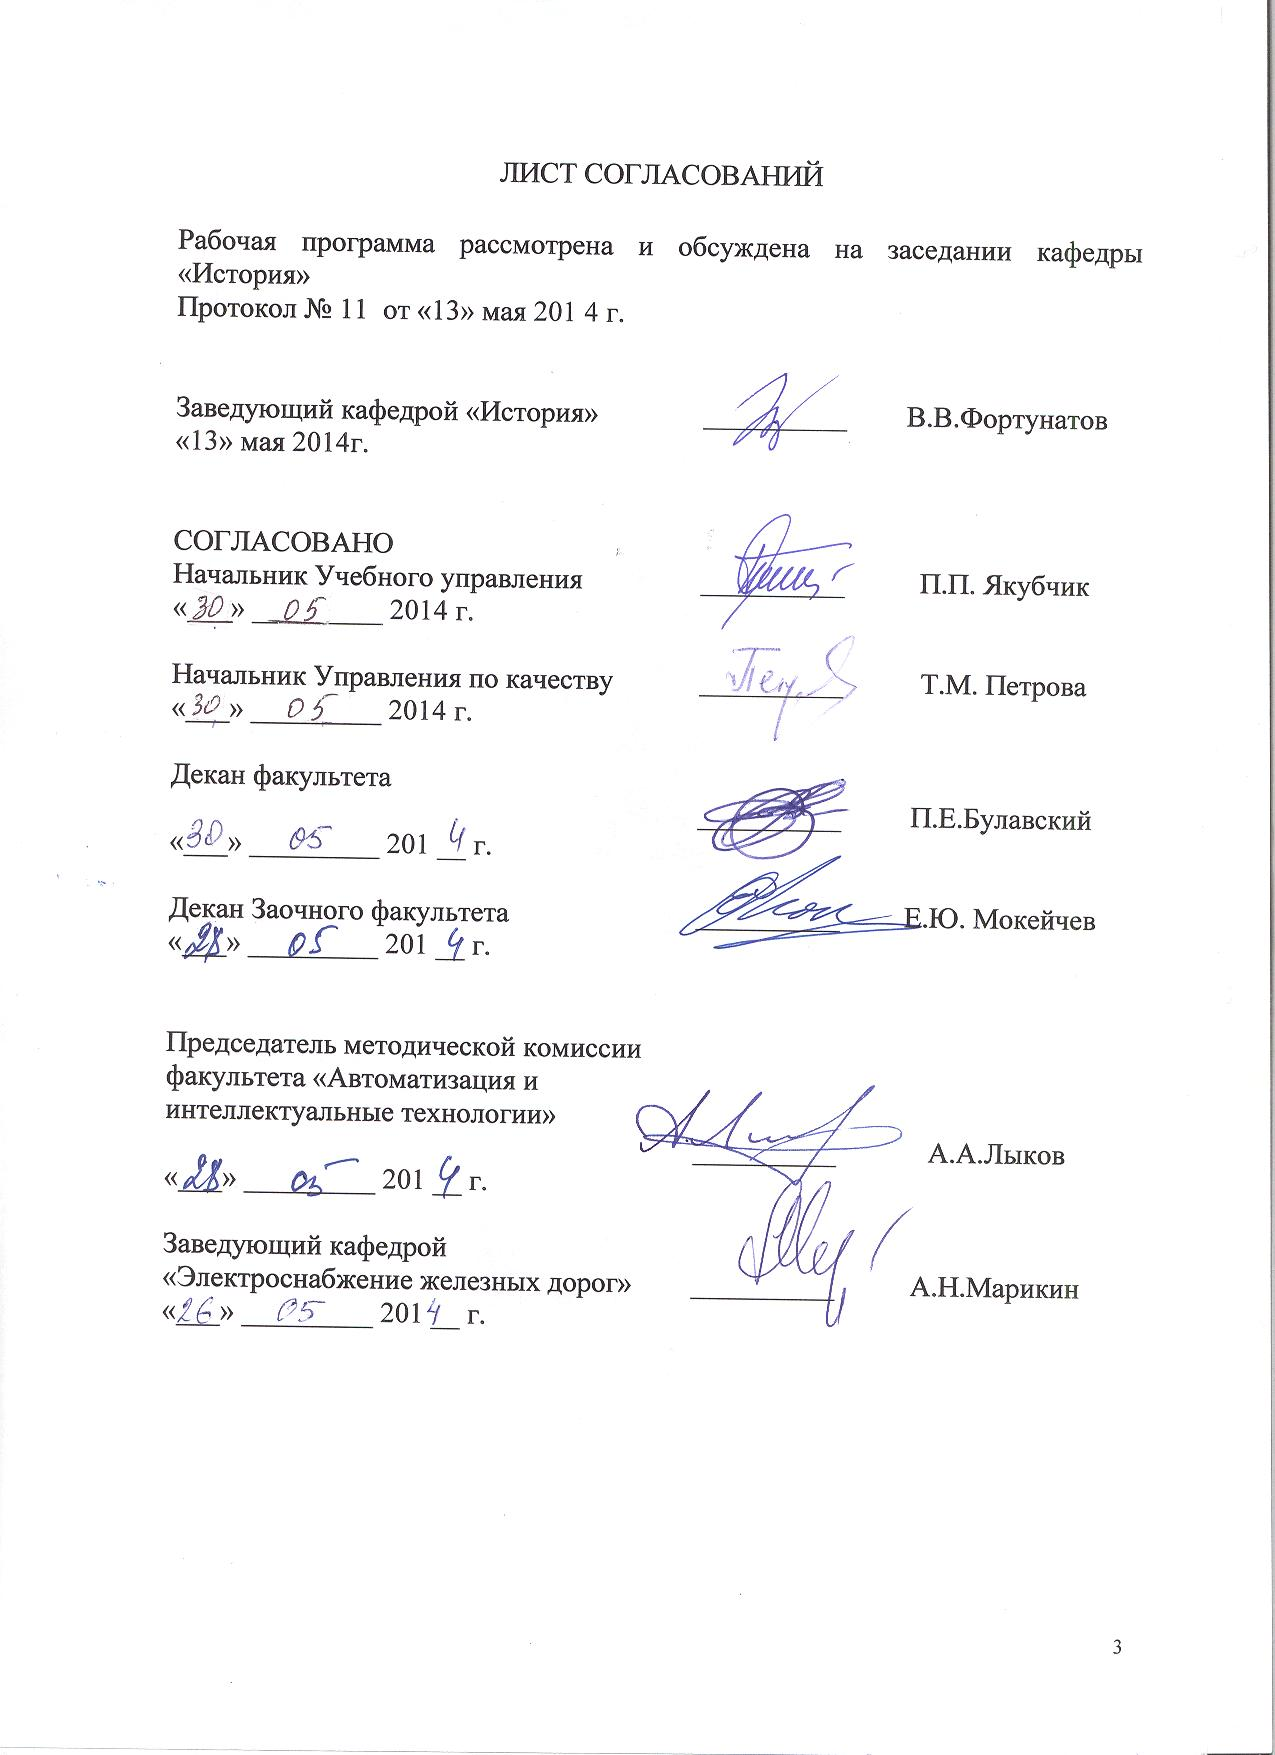 ЛИСТ СОГЛАСОВАНИЙ
Рабочая программа рассмотрена и обсуждена на заседании кафедры
«История»
Протокол № 11 от «13» мая 201 4 г.
Заведующий кафедрой «История» В.В.Фортунатов
«13» мая 2014г.
СОГЛАСОВАНО
Начальник Учебного управления П.П. Якубчик
«30» 05 2014 г.
Начальник Управления по качеству Т.М. Петрова
«30» 05 2014 г.
Декан факультета
П.Е.Булавский
«30» 05 201 4 г.
Декан Заочного факультета Е.Ю. Мокейчев
«28» 05 201 4 г.
Председатель методической комиссии
факультета «Автоматизация и
интеллектуальные технологии»
А.А.Лыков
«28» 05 201 4 г.
Заведующий кафедрой
«Электроснабжение железных дорог» А.Н.Марикин
«26» 05 2014 г.
3